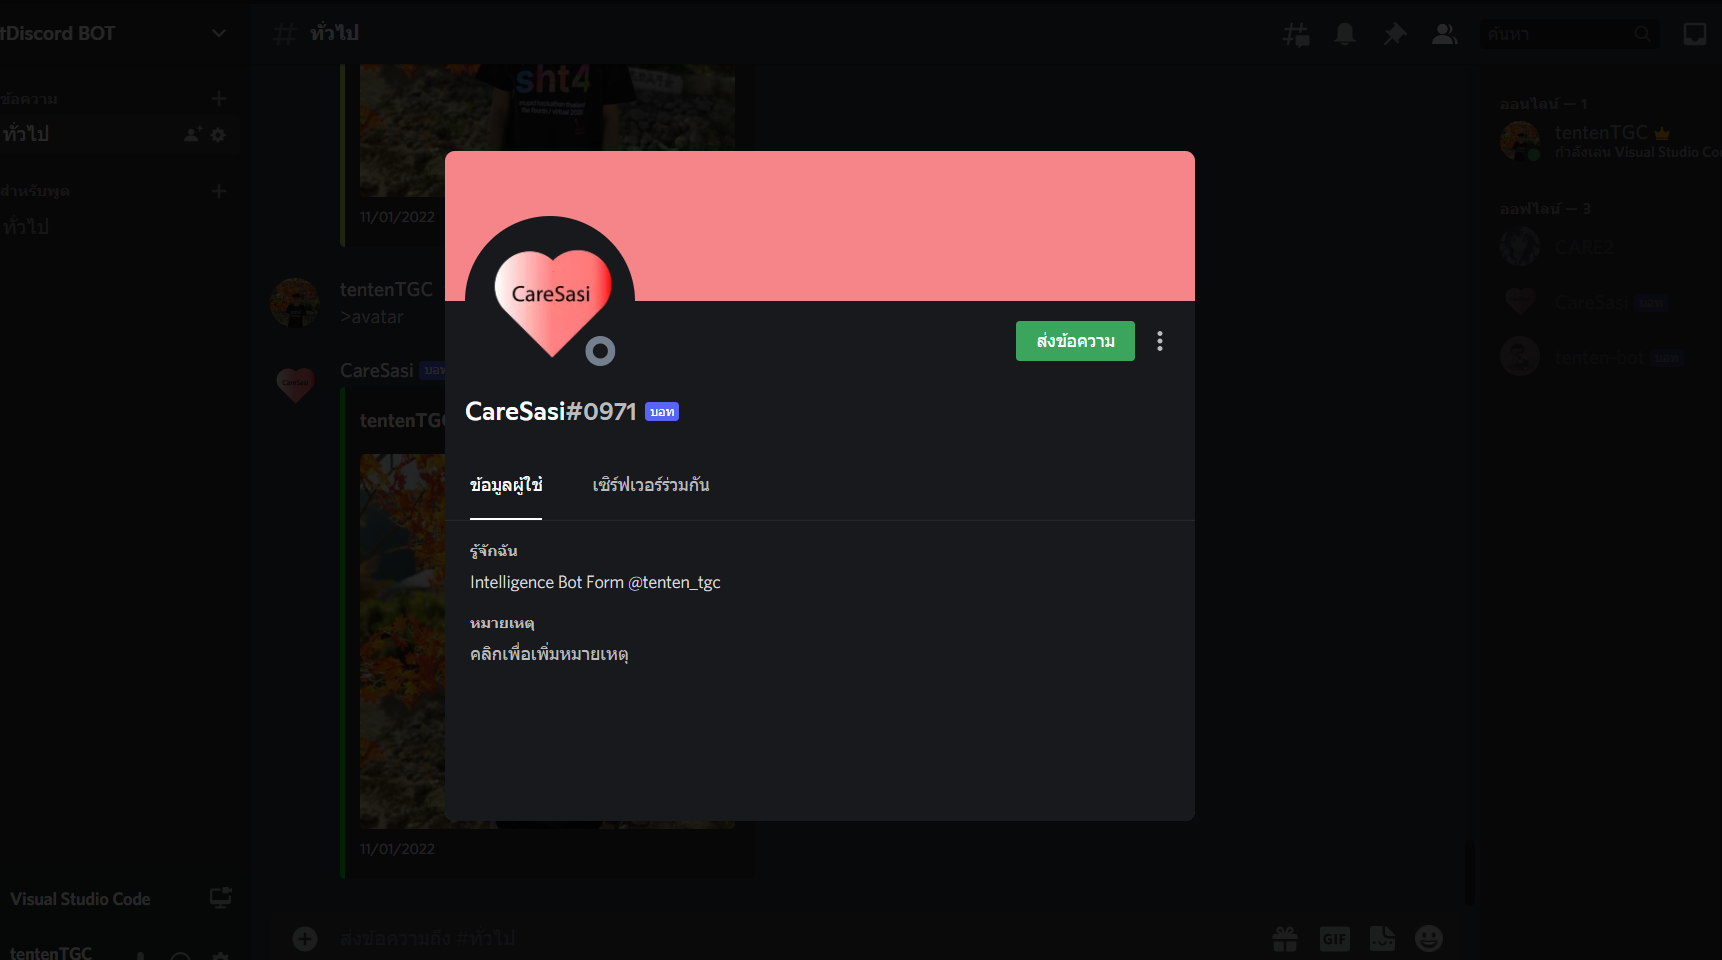 tDiscord BOT
# ทั่วไป
ค้นหา
ข้อความ
ทั่วไป
สำหรับพูด
ทั่วไป
sht4
11/01/2022
tentenTGC
>avatar
CareSasi บอท
tentenTGC
11/01/2022
CareSasi
ส่งข้อความ
CareSasi#0971 บอท
ข้อมูลผู้ใช้
เซิร์ฟเวอร์ร่วมกัน
รู้จักฉัน
Intelligence Bot Form @tenten_tgc
หมายเหตุ
คลิกเพื่อเพิ่มหมายเหตุ
ออนไลน์ — 1
tentenTGC
กำลังเล่น Visual Studio Co
ออฟไลน์ — 3
CARE2
CareSasi บอท
tenten-bot บอท
Visual Studio Code
tentenTGC
ส่งข้อความถึง #ทั่วไป
GIF